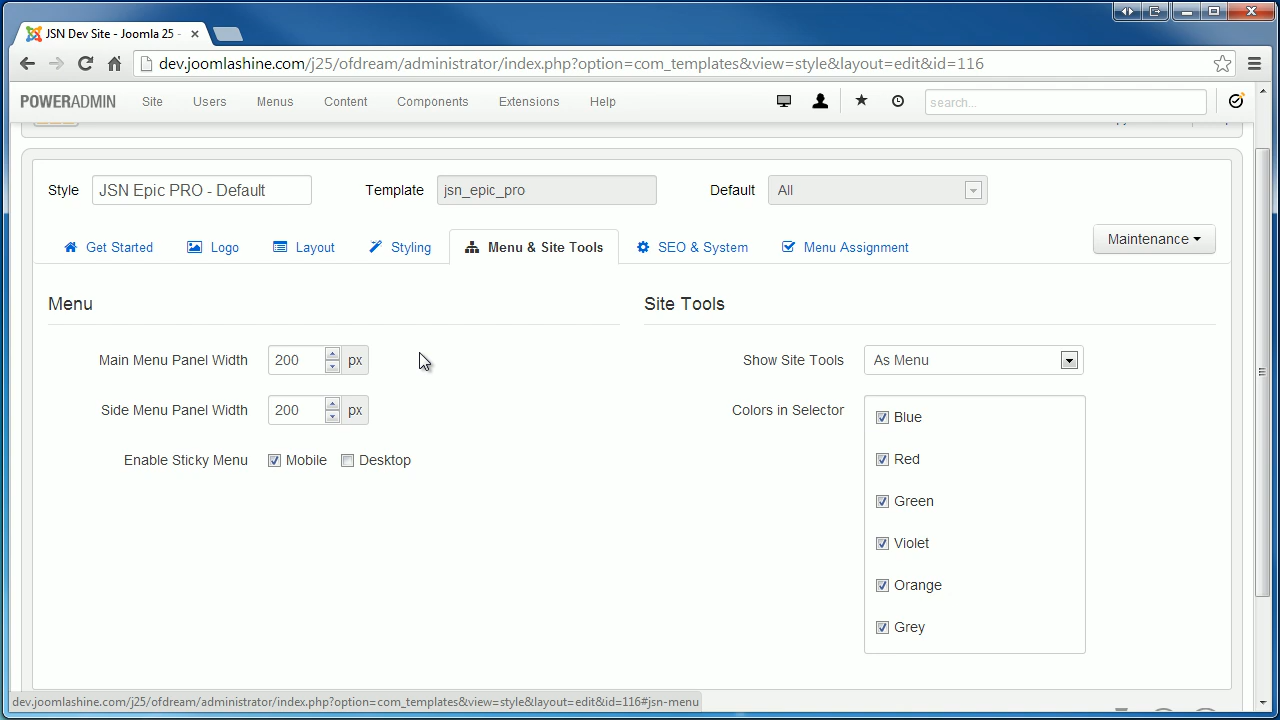 JSN Dev Site - Joomla 25 -
dev.joomlashine.com/j25/ofdream/administrator/index.php?option=com_templates&view=style&layout=edit&id=116
POWERADMIN Site Users Menus Content Components Extensions Help search...
Style JSN Epic PRO - Default Template jsn_epic_pro Default All
Get Started Logo Layout Styling Menu & Site Tools SEO & System Menu Assignment Maintenance
Menu Site Tools
Main Menu Panel Width 200 px Show Site Tools As Menu
Side Menu Panel Width 200 px Colors in Selector Blue
Enable Sticky Menu Mobile Desktop Red
Green
Violet
Orange
Grey
dev.joomlashine.com/j25/ofdream/administrator/index.php?option=com_templates&view=style&layout=edit&id=116#jsn-menu